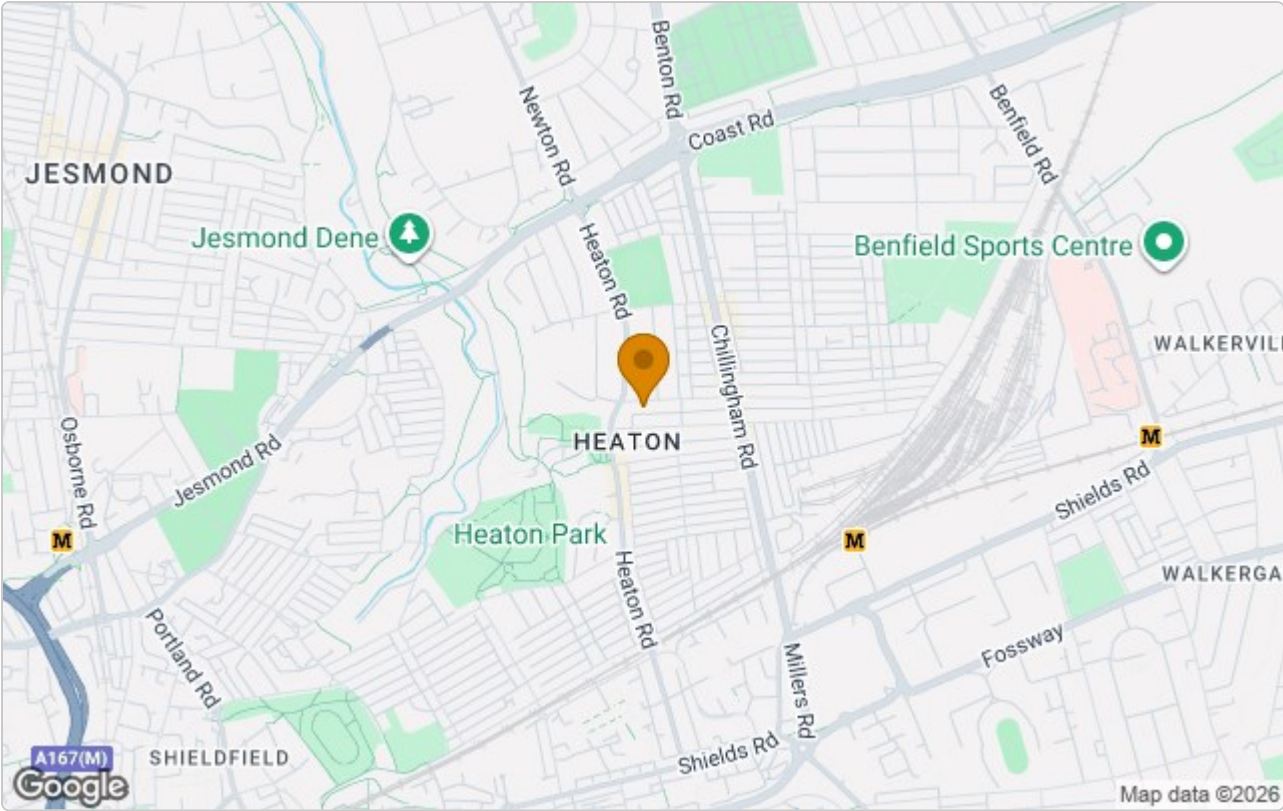 Benton Rd
Newton Rd
Coast Rd
Benfield Rd
JESMOND
Jesmond Dene
Heaton Rd
Benfield Sports Centre
Chillingham Rd
WALKERVILL
Osborne Rd
HEATON
M
Jesmond Rd
Shields Rd
M
Heaton Park
M
Heaton Rd
WALKERGA
Portland Rd
Fossway
Millers Rd
A167(M)
SHIELDFIELD
Shields Rd
Google
Map data ©2026